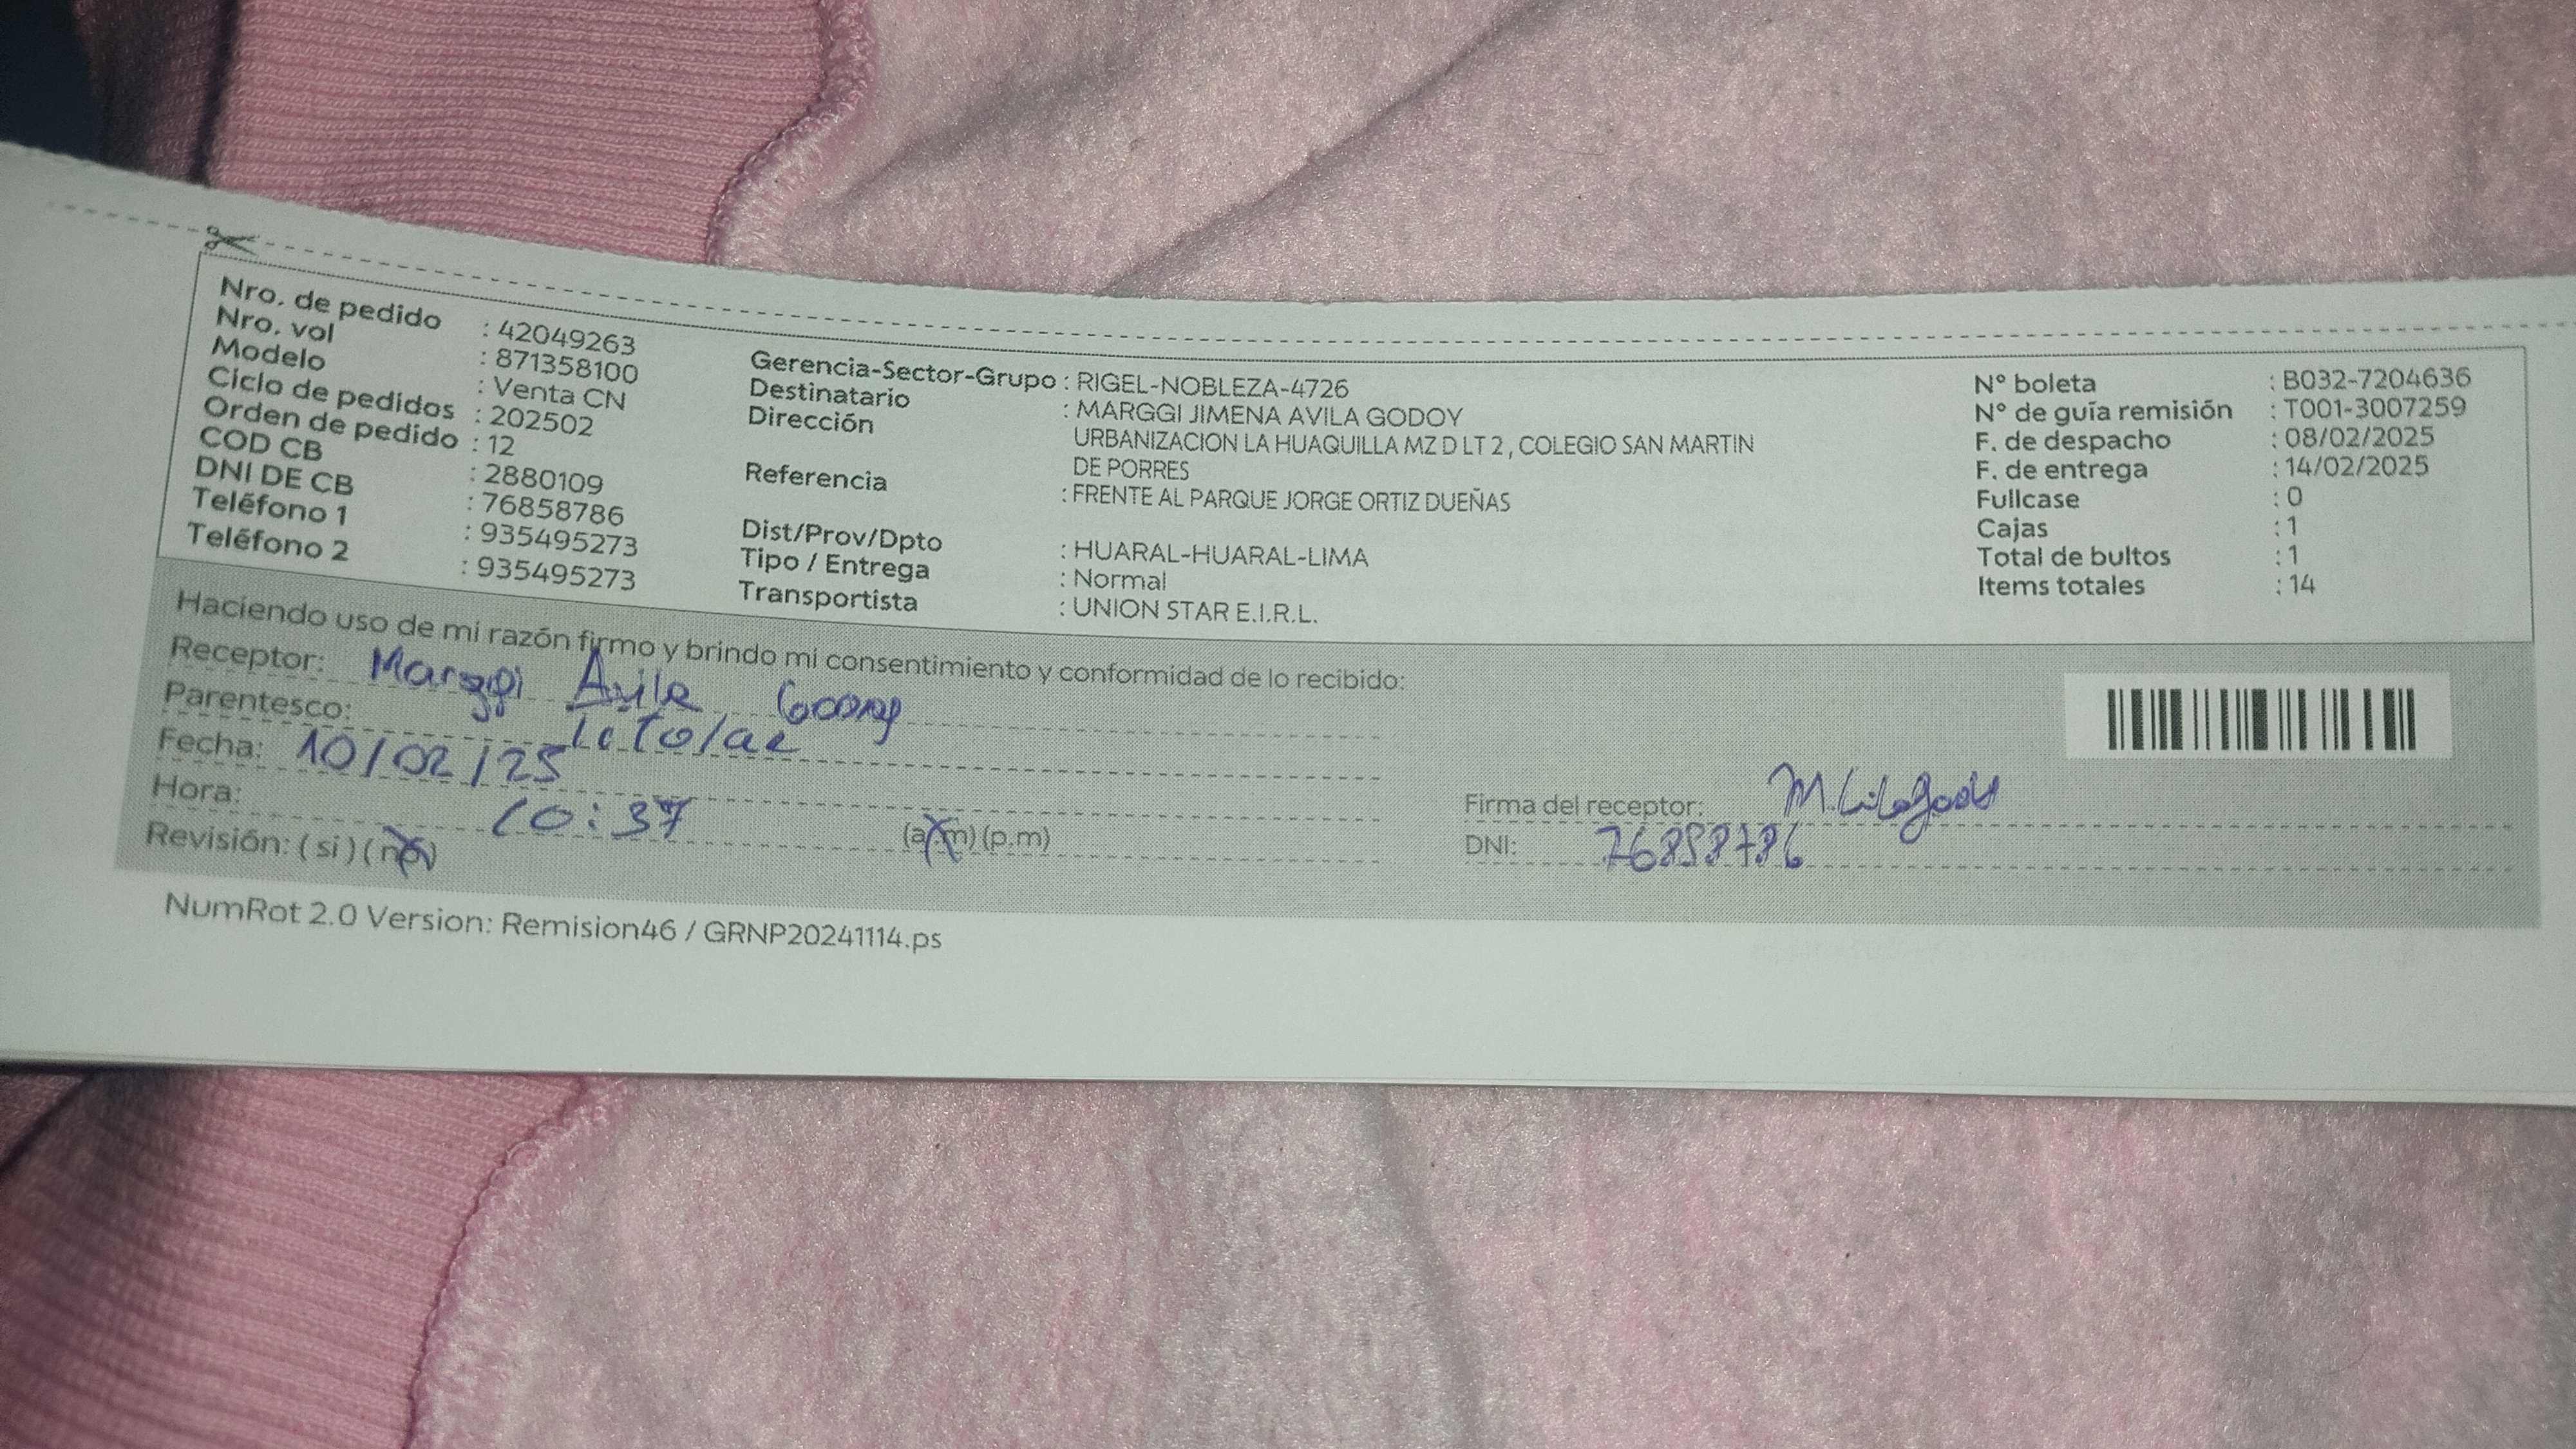 Nro. de pedido : 42049263
Nro. vol : 871358100
Modelo : Venta CN
Ciclo de pedidos : 202502
Orden de pedido : 12
COD CB : 2880109
DNI DE CB : 76858786
Teléfono 1 : 935495273
Teléfono 2 : 935495273
Gerencia-Sector-Grupo : RIGEL-NOBLEZA-4726
Destinatario : MARGGI JIMENA AVILA GODOY
Dirección URBANIZACION LA HUAQUILLA MZ D LT 2 , COLEGIO SAN MARTIN
DE PORRES
Referencia : FRENTE AL PARQUE JORGE ORTIZ DUEÑAS
Dist/Prov/Dpto : HUARAL-HUARAL-LIMA
Tipo / Entrega : Normal
Transportista : UNION STAR E.I.R.L.
N° boleta : B032-7204636
N° de guía remisión : T001-3007259
F. de despacho : 08/02/2025
F. de entrega : 14/02/2025
Fullcase : 0
Cajas : 1
Total de bultos : 1
Items totales : 14
Haciendo uso de mi razón firmo y brindo mi consentimiento y conformidad de lo recibido:
Receptor: Marggi Avila Godoy
Parentesco:
Fecha: 10/02/25
Hora: 10:37 (a.m) (p.m)
Revisión: ( si ) ( no )
Firma del receptor:
DNI: 76858786
NumRot 2.0 Version: Remision46 / GRNP20241114.ps